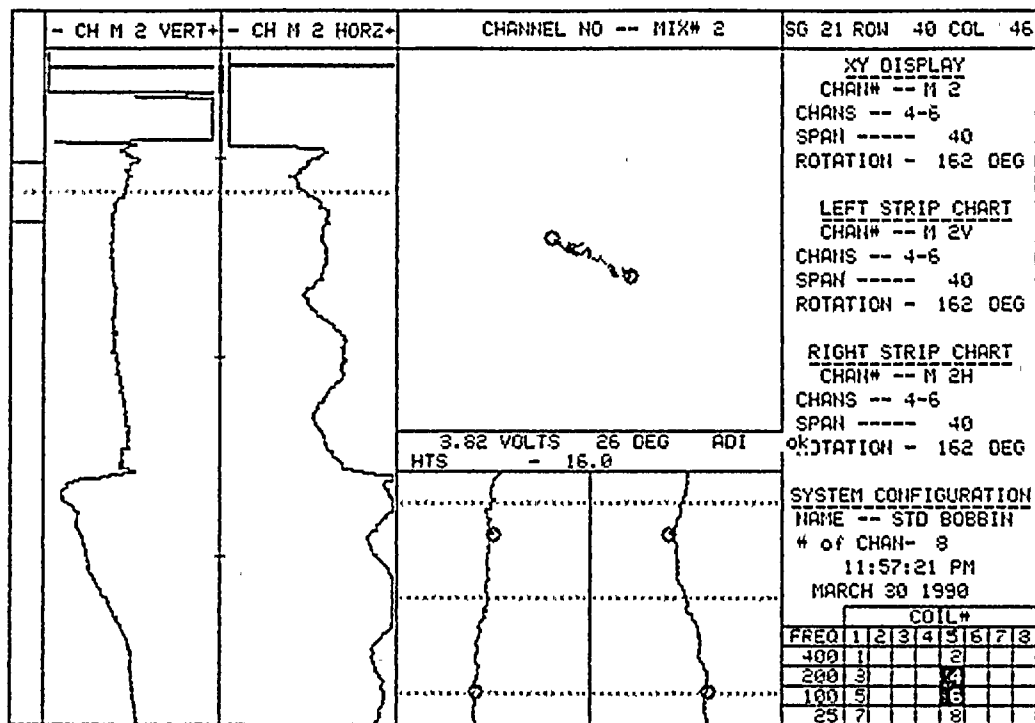 - CH M 2 VERT+
- CH M 2 HORZ+
CHANNEL NO -- MIX# 2
SG 21 ROW 40 COL 46
XY DISPLAY
CHAN# -- M 2
CHANS -- 4-6
SPAN ----- 40
ROTATION - 162 DEG
LEFT STRIP CHART
CHAN# -- M 2V
CHANS -- 4-6
SPAN ----- 40
ROTATION - 162 DEG
RIGHT STRIP CHART
CHAN# -- M 2H
CHANS -- 4-6
SPAN ----- 40
ROTATION - 162 DEG
3.82 VOLTS 26 DEG ADI ok
HTS - 16.0
SYSTEM CONFIGURATION
NAME -- STD BOBBIN
# of CHAN- 8
11:57:21 PM
MARCH 30 1990
COIL#
FREQ 1 2 3 4 5 6 7 8
400 1 2
200 3 4
100 5 6
25 7 8